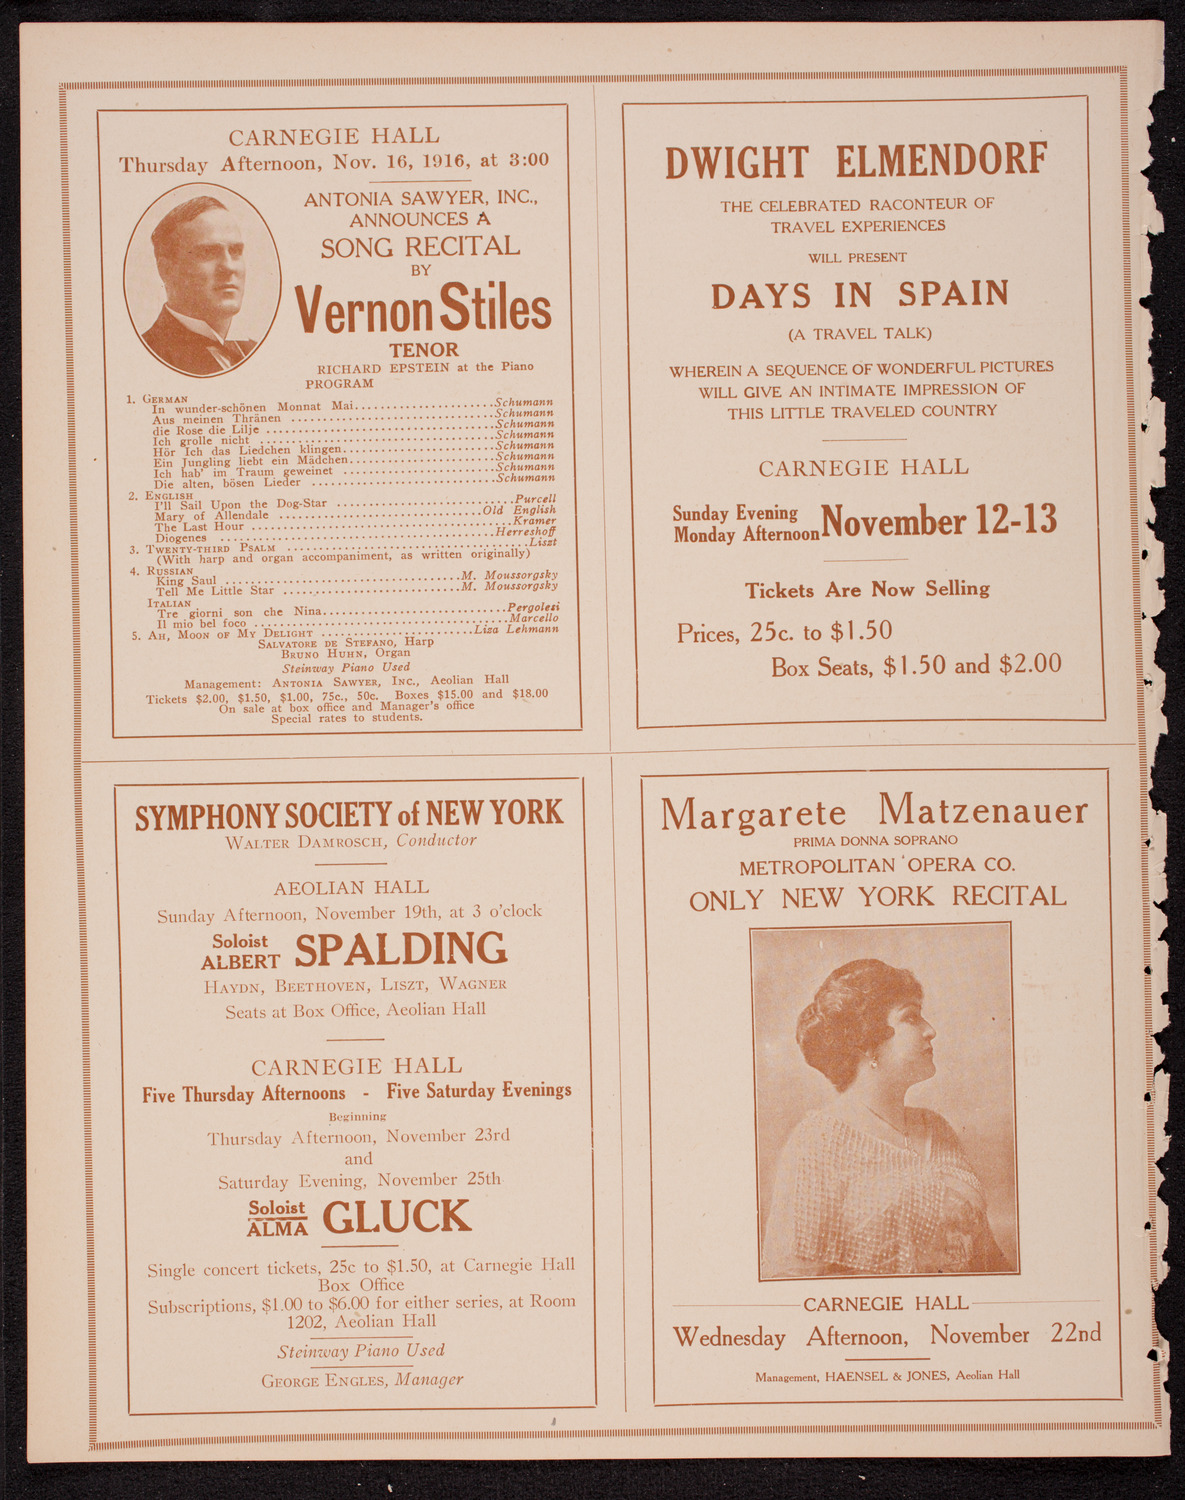 CARNEGIE HALL
Thursday Afternoon, Nov. 16, 1916, at 3:00
ANTONIA SAWYER, INC.,
ANNOUNCES A
SONG RECITAL
BY
Vernon Stiles
TENOR
RICHARD EPSTEIN at the Piano
PROGRAM
1. GERMAN
In wunder-schönen Monnat Mai....................Schumann
Aus meinen Thränen ..............................Schumann
die Rose die Lilje .................................Schumann
Ich grolle nicht ..................................Schumann
Hör Ich das Liedchen klingen......................Schumann
Ein Jungling liebt ein Mädchen.....................Schumann
Ich hab' im Traum geweinet ......................Schumann
Die alten, bösen Lieder ..........................Schumann
2. ENGLISH
I'll Sail Upon the Dog-Star .........................Purcell
Mary of Allendale .............................Old English
The Last Hour .....................................Kramer
Diogenes .......................................Herreshoff
3. TWENTY-THIRD PSALM ..................................Liszt
(With harp and organ accompaniment, as written originally)
4. RUSSIAN
King Saul ..................................M. Moussorgsky
Tell Me Little Star .........................M. Moussorgsky
ITALIAN
Tre giorni son che Nina..........................Pergolesi
Il mio bel foco .....................................Marcello
5. AH, MOON OF MY DELIGHT ......................Liza Lehmann
SALVATORE DE STEFANO, Harp
BRUNO HUHN, Organ
Steinway Piano Used
Management: ANTONIA SAWYER, INC., Aeolian Hall
Tickets $2.00, $1.50, $1.00, 75c., 50c. Boxes $15.00 and $18.00
On sale at box office and Manager's office
Special rates to students.
DWIGHT ELMENDORF
THE CELEBRATED RACONTEUR OF
TRAVEL EXPERIENCES
WILL PRESENT
DAYS IN SPAIN
(A TRAVEL TALK)
WHEREIN A SEQUENCE OF WONDERFUL PICTURES
WILL GIVE AN INTIMATE IMPRESSION OF
THIS LITTLE TRAVELED COUNTRY
CARNEGIE HALL
Sunday Evening
Monday Afternoon November 12-13
Tickets Are Now Selling
Prices, 25c. to $1.50
Box Seats, $1.50 and $2.00
SYMPHONY SOCIETY of NEW YORK
WALTER DAMROSCH, Conductor
AEOLIAN HALL
Sunday Afternoon, November 19th, at 3 o'clock
Soloist
ALBERT SPALDING
HAYDN, BEETHOVEN, LISZT, WAGNER
Seats at Box Office, Aeolian Hall
CARNEGIE HALL
Five Thursday Afternoons - Five Saturday Evenings
Beginning
Thursday Afternoon, November 23rd
and
Saturday Evening, November 25th
Soloist
ALMA GLUCK
Single concert tickets, 25c to $1.50, at Carnegie Hall
Box Office
Subscriptions, $1.00 to $6.00 for either series, at Room
1202, Aeolian Hall
Steinway Piano Used
GEORGE ENGLES, Manager
Margarete Matzenauer
PRIMA DONNA SOPRANO
METROPOLITAN OPERA CO.
ONLY NEW YORK RECITAL
CARNEGIE HALL
Wednesday Afternoon, November 22nd
Management, HAENSEL & JONES, Aeolian Hall